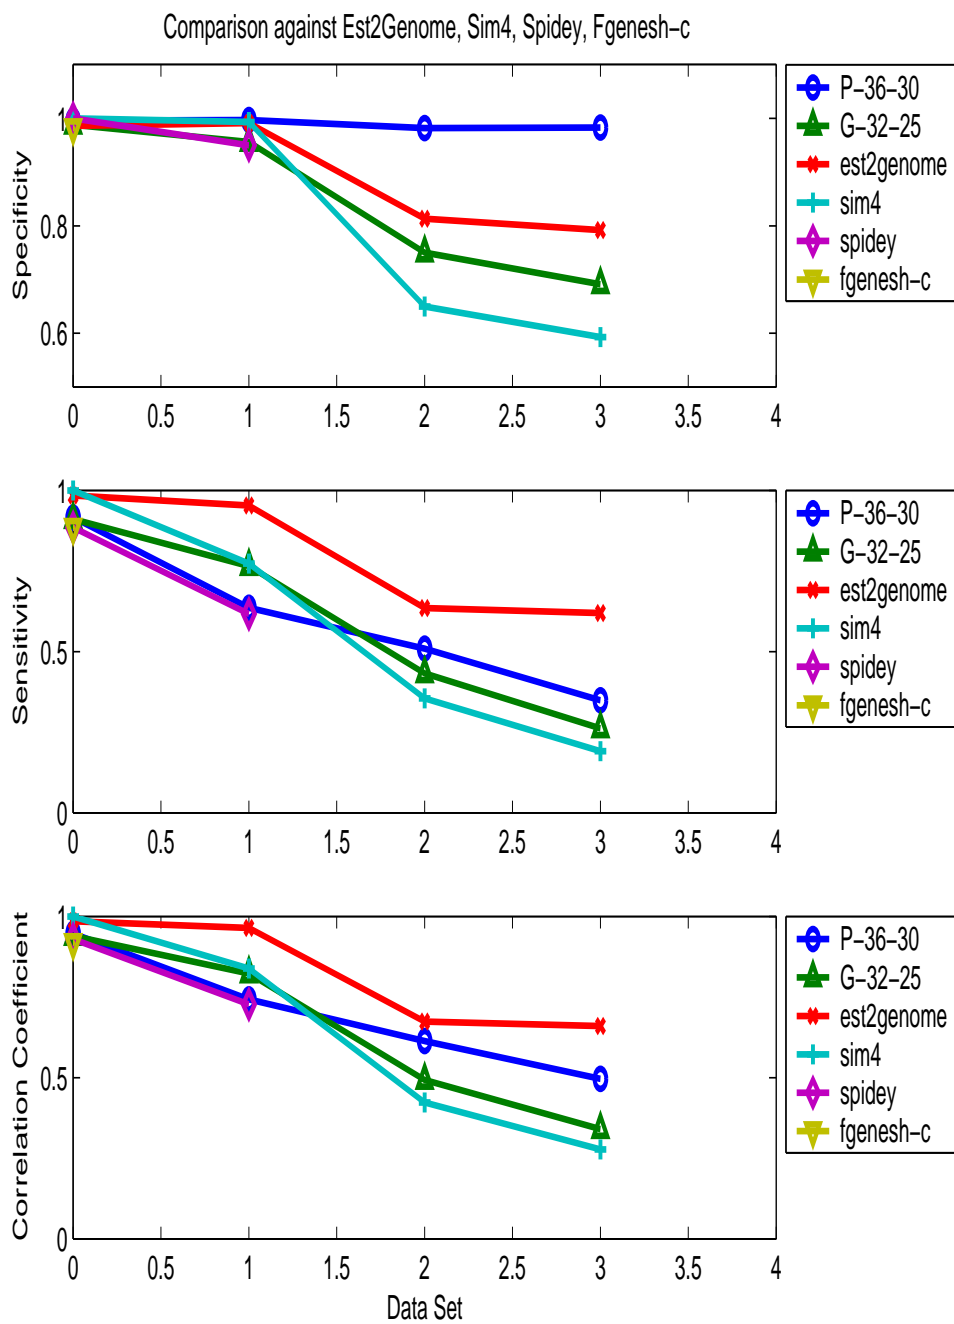 Comparison against Est2Genome, Sim4, Spidey, Fgenesh−c
Specificity
1
0.8
0.6
0 0.5 1 1.5 2 2.5 3 3.5 4
P−36−30
G−32−25
est2genome
sim4
spidey
fgenesh−c
Sensitivity
1
0.5
0
0 0.5 1 1.5 2 2.5 3 3.5 4
P−36−30
G−32−25
est2genome
sim4
spidey
fgenesh−c
Correlation Coefficient
1
0.5
0
0 0.5 1 1.5 2 2.5 3 3.5 4
Data Set
P−36−30
G−32−25
est2genome
sim4
spidey
fgenesh−c